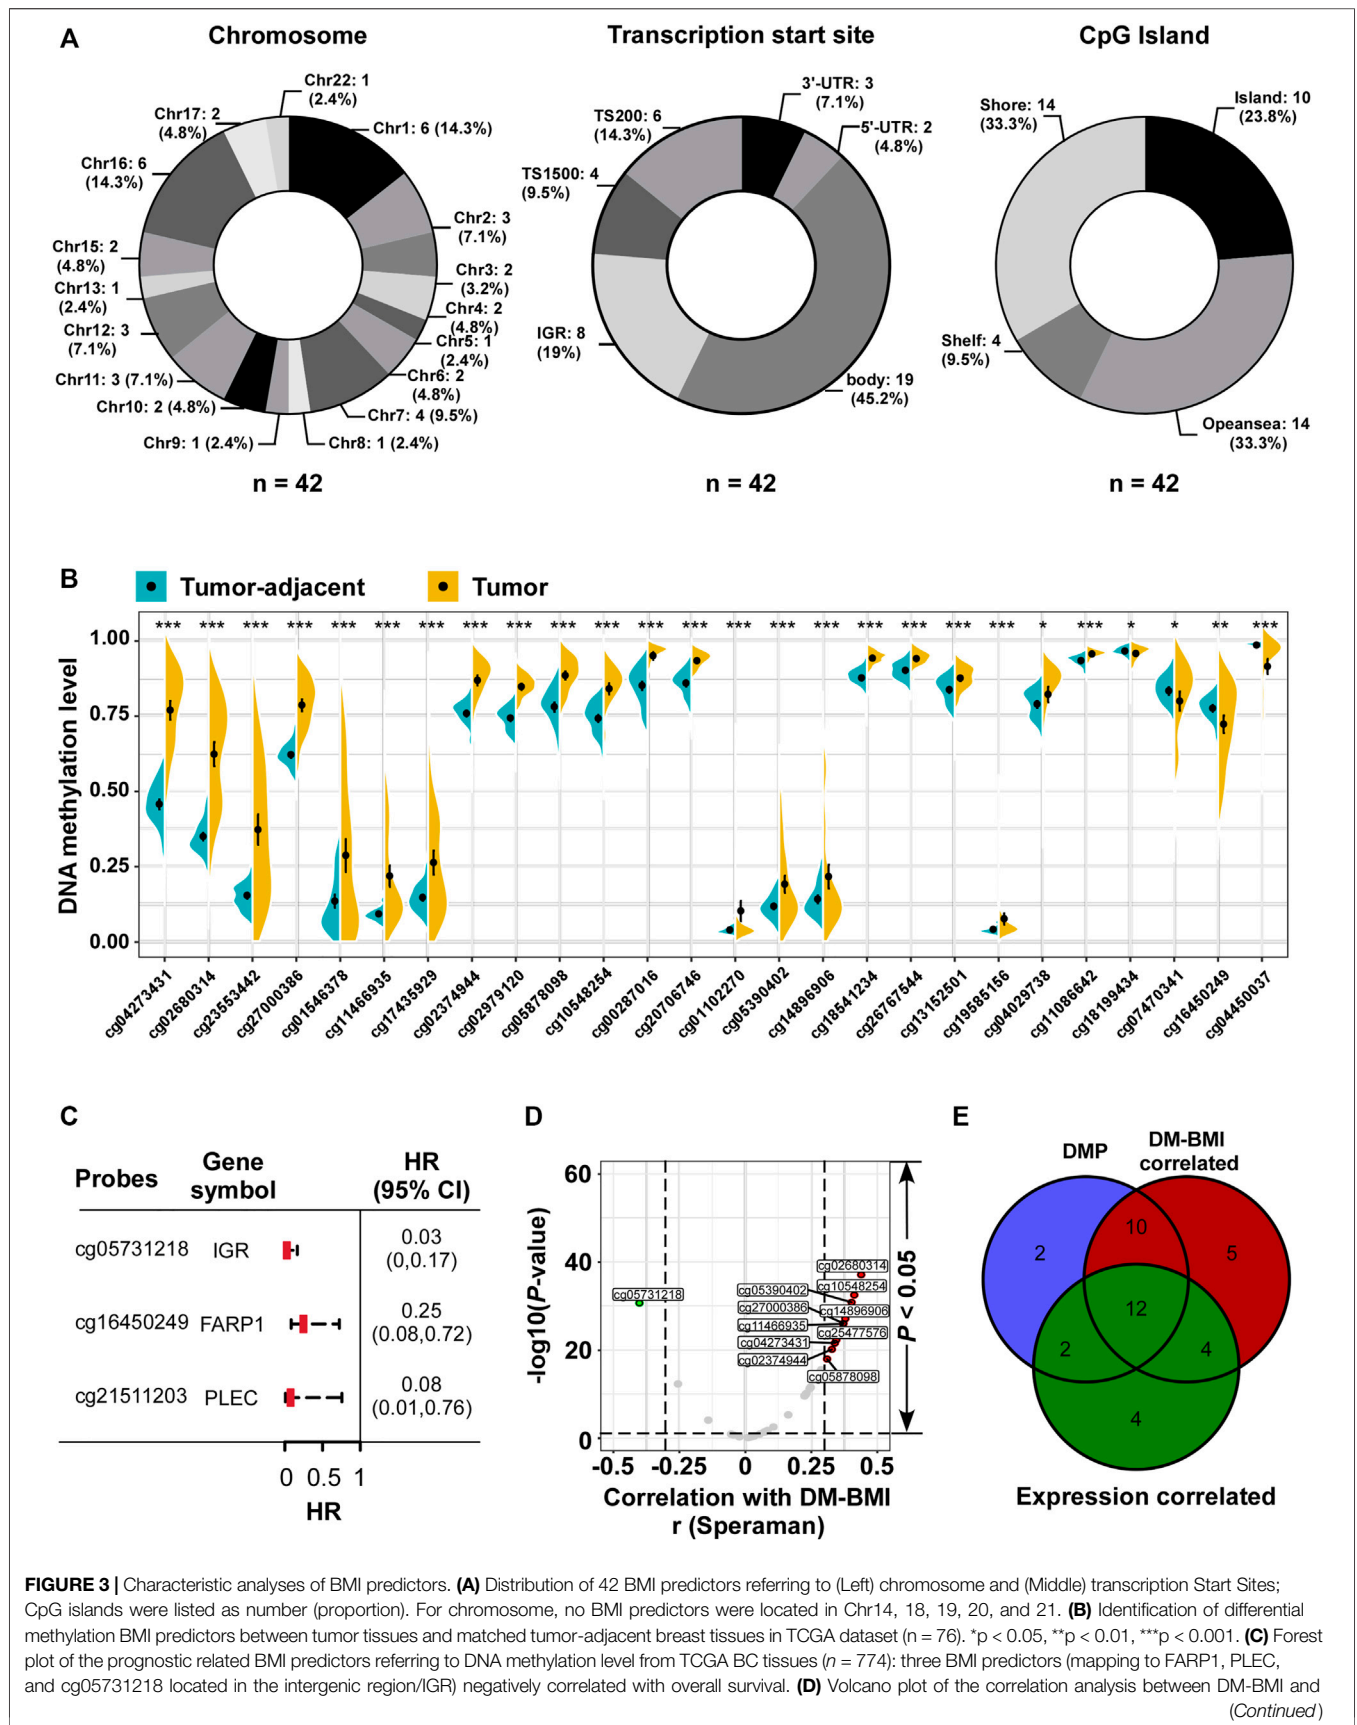 A
Chromosome
Transcription start site
CpG Island
Chr22: 1
(2.4%)
Chr17: 2
(4.8%)
Chr1: 6 (14.3%)
Chr16: 6
(14.3%)
Chr2: 3
(7.1%)
Chr15: 2
(4.8%)
Chr3: 2
(3.2%)
Chr13: 1
(2.4%)
Chr4: 2
(4.8%)
Chr12: 3
(7.1%)
Chr5: 1
(2.4%)
Chr11: 3 (7.1%)
Chr6: 2
(4.8%)
Chr10: 2 (4.8%)
Chr7: 4 (9.5%)
Chr9: 1 (2.4%)
Chr8: 1 (2.4%)
n = 42
3'-UTR: 3
(7.1%)
TS200: 6
(14.3%)
5'-UTR: 2
(4.8%)
TS1500: 4
(9.5%)
IGR: 8
(19%)
body: 19
(45.2%)
n = 42
Shore: 14
(33.3%)
Island: 10
(23.8%)
Shelf: 4
(9.5%)
Opeansea: 14
(33.3%)
n = 42
B
Tumor-adjacent
Tumor
*** *** *** *** *** *** *** *** *** *** *** *** *** *** *** *** *** *** *** *** * *** * * ** ***
DNA methylation level
1.00
0.75
0.50
0.25
0.00
cg04273431
cg02680314
cg23553442
cg27000386
cg01546378
cg11466935
cg17435929
cg02374944
cg02979120
cg05878098
cg10548254
cg00287016
cg20706746
cg01102270
cg05390402
cg14896906
cg18541234
cg26767544
cg13152501
cg19585156
cg04029738
cg11086642
cg18199434
cg07470341
cg16450249
cg04450037
C
Probes
Gene
symbol
HR
(95% CI)
cg05731218 IGR 0.03
(0,0.17)
cg16450249 FARP1 0.25
(0.08,0.72)
cg21511203 PLEC 0.08
(0.01,0.76)
0 0.5 1
HR
D
-log10(P-value)
60
40
20
0
cg05731218
cg02680314
cg10548254
cg05390402
cg27000386
cg14896906
cg11466935
cg25477576
cg04273431
cg02374944
cg05878098
P < 0.05
-0.5 -0.25 0 0.25 0.5
Correlation with DM-BMI
r (Speraman)
E
DMP
DM-BMI
correlated
2
10
5
12
2
4
4
Expression correlated
FIGURE 3 | Characteristic analyses of BMI predictors. (A) Distribution of 42 BMI predictors referring to (Left) chromosome and (Middle) transcription Start Sites;
CpG islands were listed as number (proportion). For chromosome, no BMI predictors were located in Chr14, 18, 19, 20, and 21. (B) Identification of differential
methylation BMI predictors between tumor tissues and matched tumor-adjacent breast tissues in TCGA dataset (n = 76). *p < 0.05, **p < 0.01, ***p < 0.001. (C) Forest
plot of the prognostic related BMI predictors referring to DNA methylation level from TCGA BC tissues (n = 774): three BMI predictors (mapping to FARP1, PLEC,
and cg05731218 located in the intergenic region/IGR) negatively correlated with overall survival. (D) Volcano plot of the correlation analysis between DM-BMI and
(Continued)